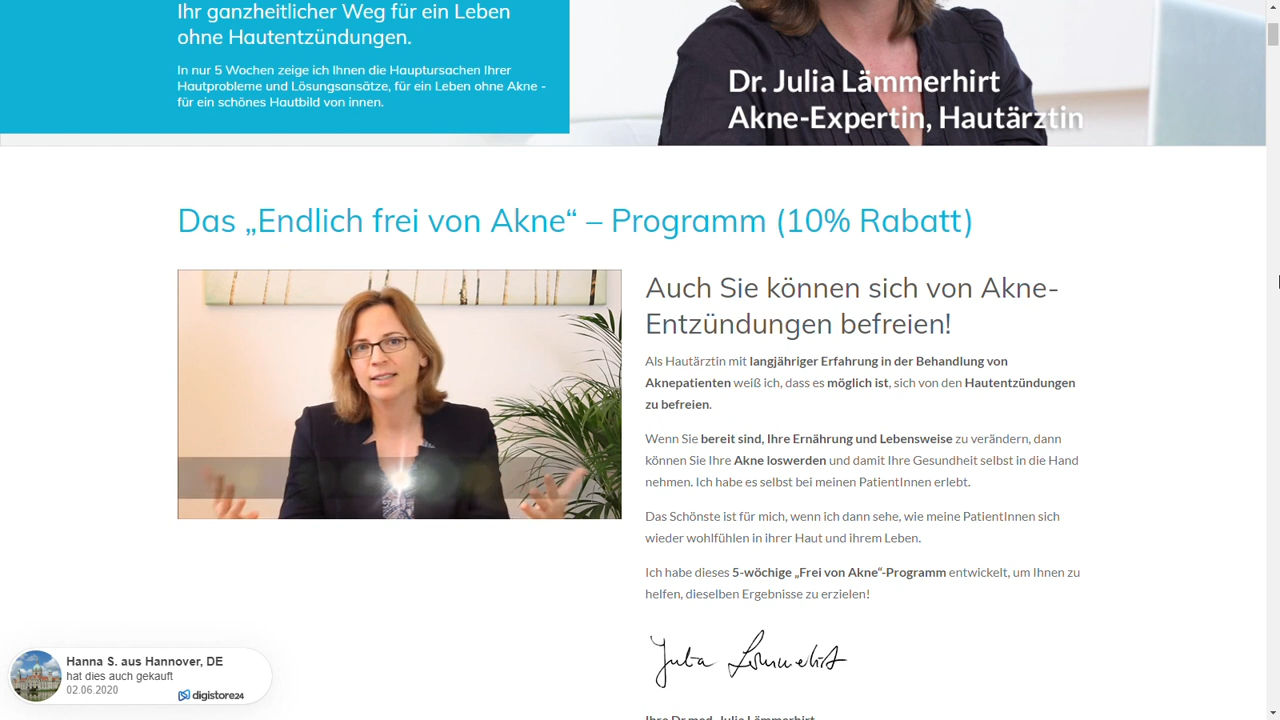 Ihr ganzheitlicher Weg für ein Leben
ohne Hautentzündungen.
In nur 5 Wochen zeige ich Ihnen die Hauptursachen Ihrer
Hautprobleme und Lösungsansätze, für ein Leben ohne Akne -
für ein schönes Hautbild von innen.
Dr. Julia Lämmerhirt
Akne-Expertin, Hautärztin
Das „Endlich frei von Akne“ – Programm (10% Rabatt)
Auch Sie können sich von Akne-
Entzündungen befreien!
Als Hautärztin mit langjähriger Erfahrung in der Behandlung von
Aknepatienten weiß ich, dass es möglich ist, sich von den Hautentzündungen
zu befreien.
Wenn Sie bereit sind, Ihre Ernährung und Lebensweise zu verändern, dann
können Sie Ihre Akne loswerden und damit Ihre Gesundheit selbst in die Hand
nehmen. Ich habe es selbst bei meinen PatientInnen erlebt.
Das Schönste ist für mich, wenn ich dann sehe, wie meine PatientInnen sich
wieder wohlfühlen in ihrer Haut und ihrem Leben.
Ich habe dieses 5-wöchige „Frei von Akne“-Programm entwickelt, um Ihnen zu
helfen, dieselben Ergebnisse zu erzielen!
Julia Lämmerhirt
Ihre Dr.med. Julia Lämmerhirt
Hanna S. aus Hannover, DE
hat dies auch gekauft
02.06.2020
digistore24